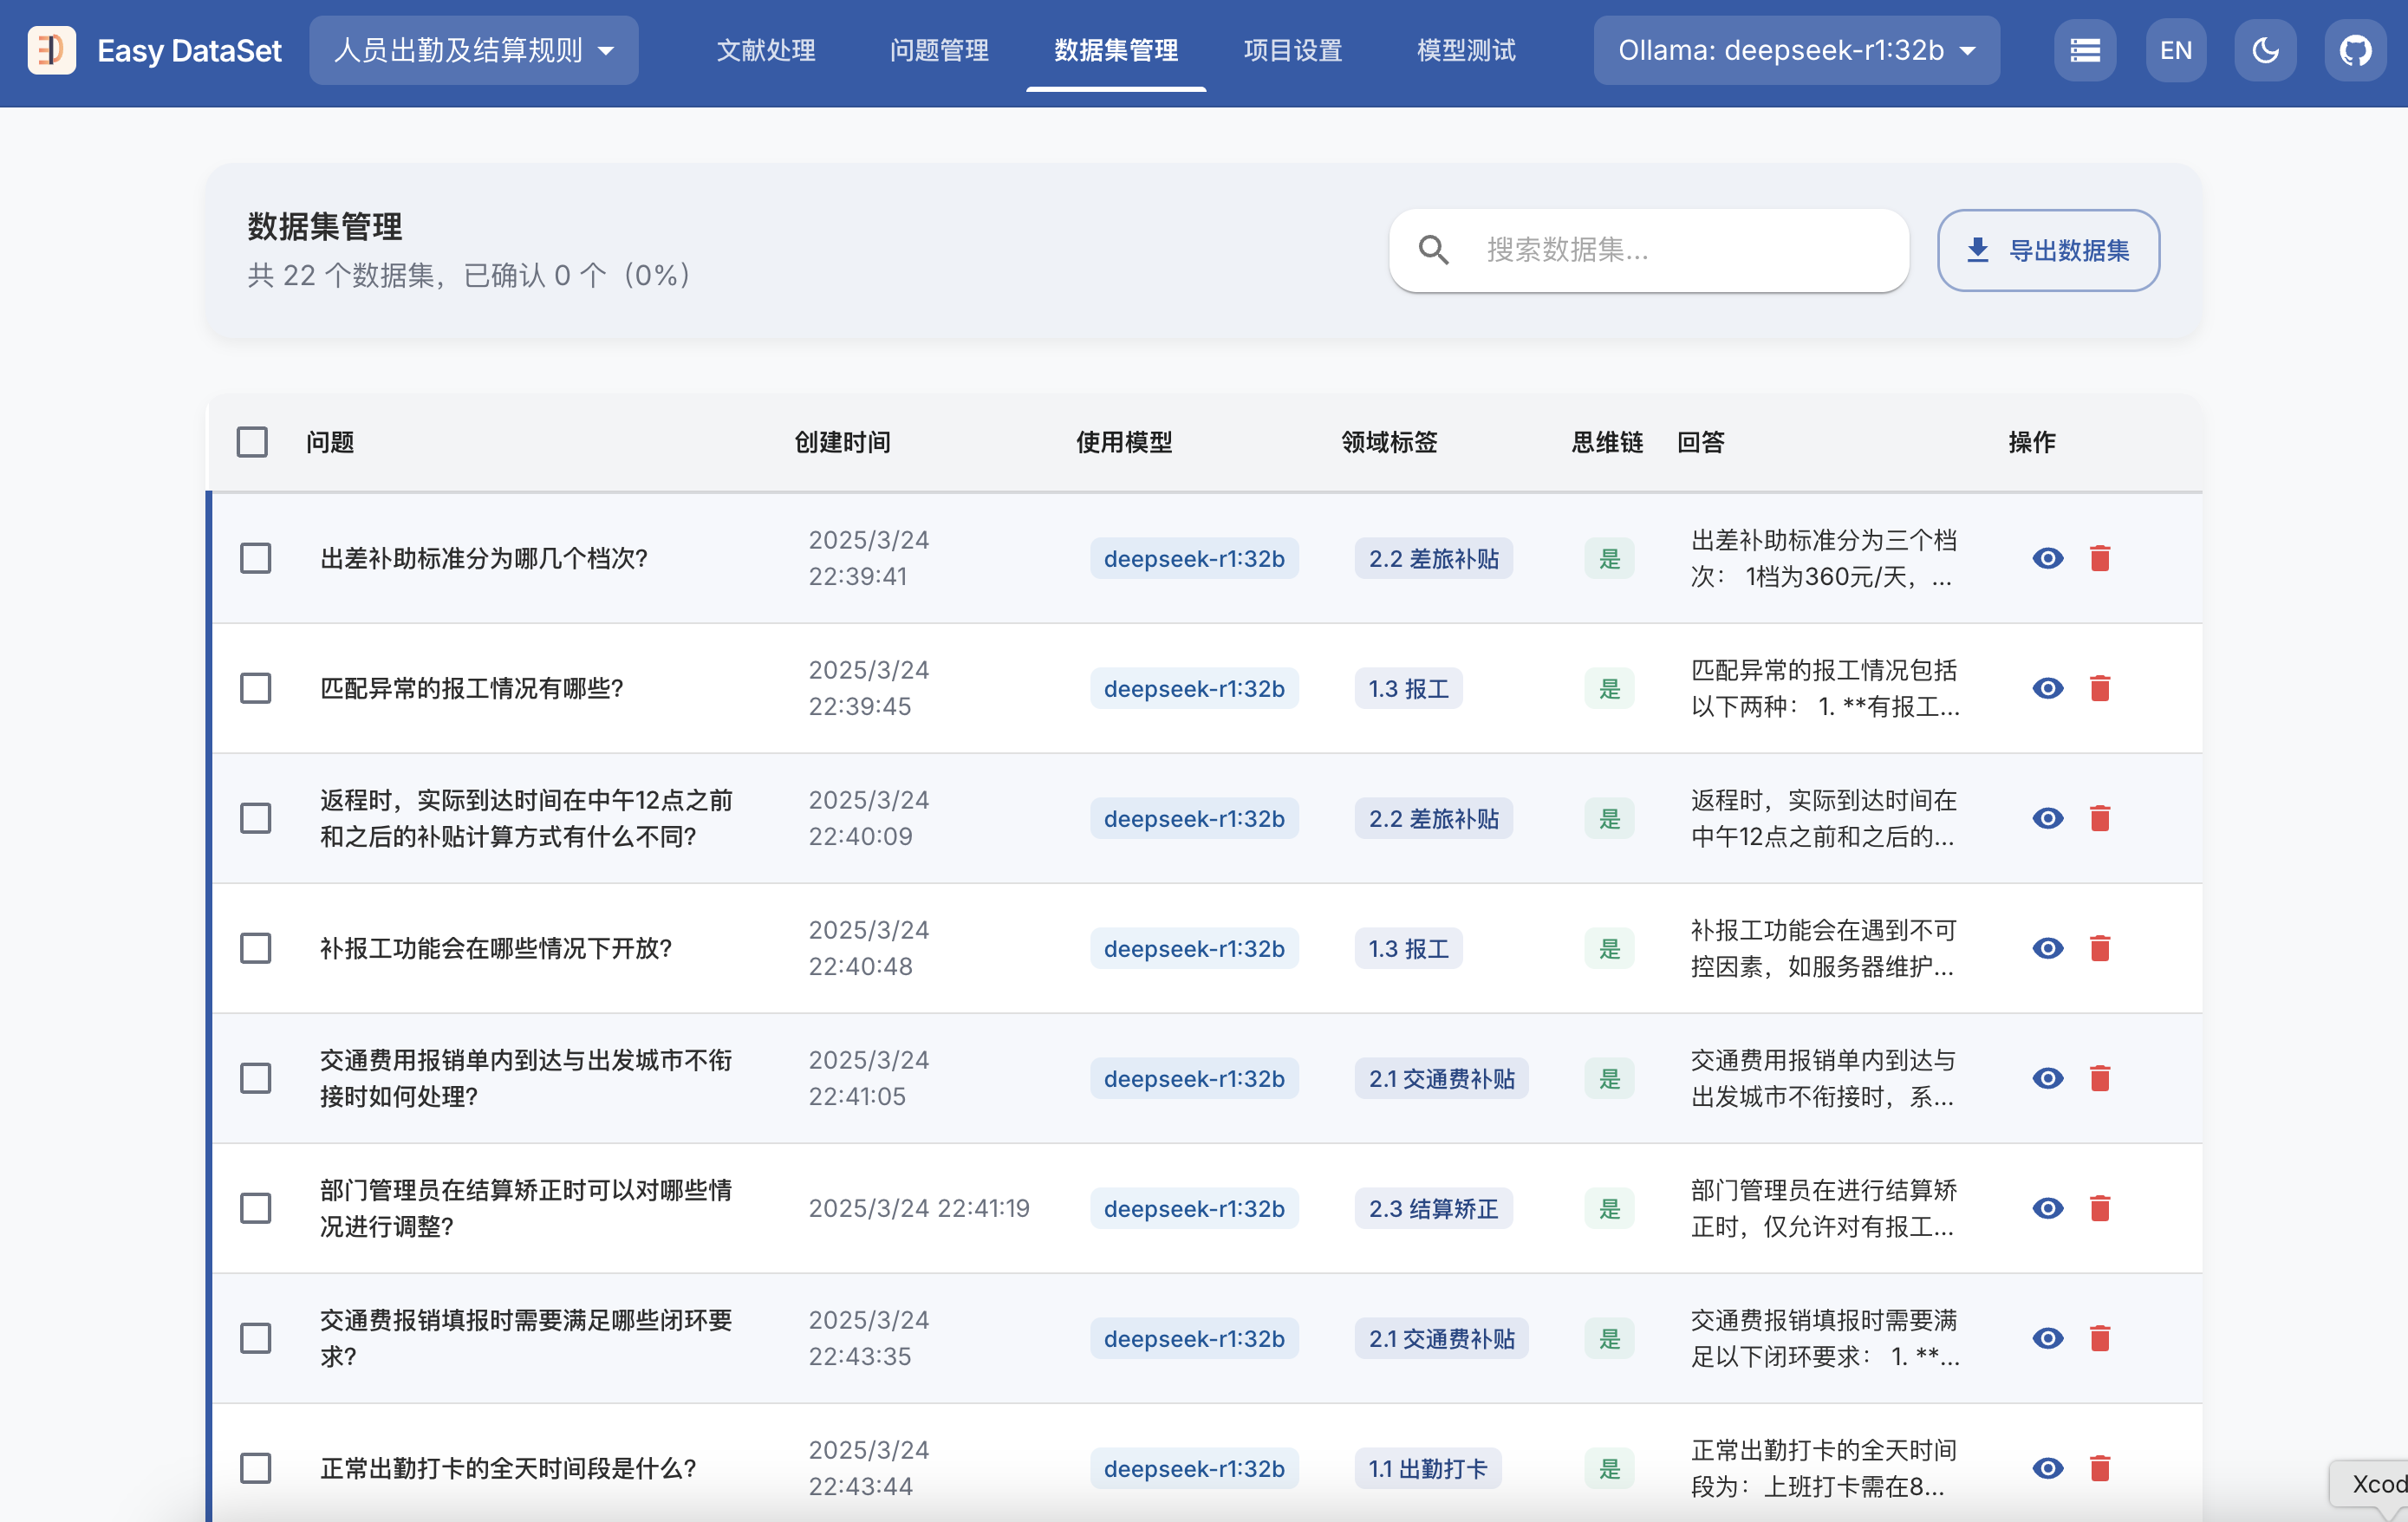 Easy DataSet
人员出勤及结算规则
文献处理
问题管理
数据集管理
项目设置
模型测试
Ollama: deepseek-r1:32b
EN
数据集管理
共 22 个数据集，已确认 0 个（0%）
搜索数据集...
导出数据集
问题 创建时间 使用模型 领域标签 思维链 回答 操作
出差补助标准分为哪几个档次?
2025/3/24
22:39:41
deepseek-r1:32b
2.2 差旅补贴
是
出差补助标准分为三个档
次： 1档为360元/天，...
匹配异常的报工情况有哪些?
2025/3/24
22:39:45
deepseek-r1:32b
1.3 报工
是
匹配异常的报工情况包括
以下两种： 1. **有报工...
返程时，实际到达时间在中午12点之前
和之后的补贴计算方式有什么不同?
2025/3/24
22:40:09
deepseek-r1:32b
2.2 差旅补贴
是
返程时，实际到达时间在
中午12点之前和之后的...
补报工功能会在哪些情况下开放?
2025/3/24
22:40:48
deepseek-r1:32b
1.3 报工
是
补报工功能会在遇到不可
控因素，如服务器维护...
交通费用报销单内到达与出发城市不衔
接时如何处理?
2025/3/24
22:41:05
deepseek-r1:32b
2.1 交通费补贴
是
交通费用报销单内到达与
出发城市不衔接时，系...
部门管理员在结算矫正时可以对哪些情
况进行调整?
2025/3/24 22:41:19
deepseek-r1:32b
2.3 结算矫正
是
部门管理员在进行结算矫
正时，仅允许对有报工...
交通费报销填报时需要满足哪些闭环要
求?
2025/3/24
22:43:35
deepseek-r1:32b
2.1 交通费补贴
是
交通费报销填报时需要满
足以下闭环要求： 1. **...
正常出勤打卡的全天时间段是什么?
2025/3/24
22:43:44
deepseek-r1:32b
1.1 出勤打卡
是
正常出勤打卡的全天时间
段为：上班打卡需在8...
Xcod